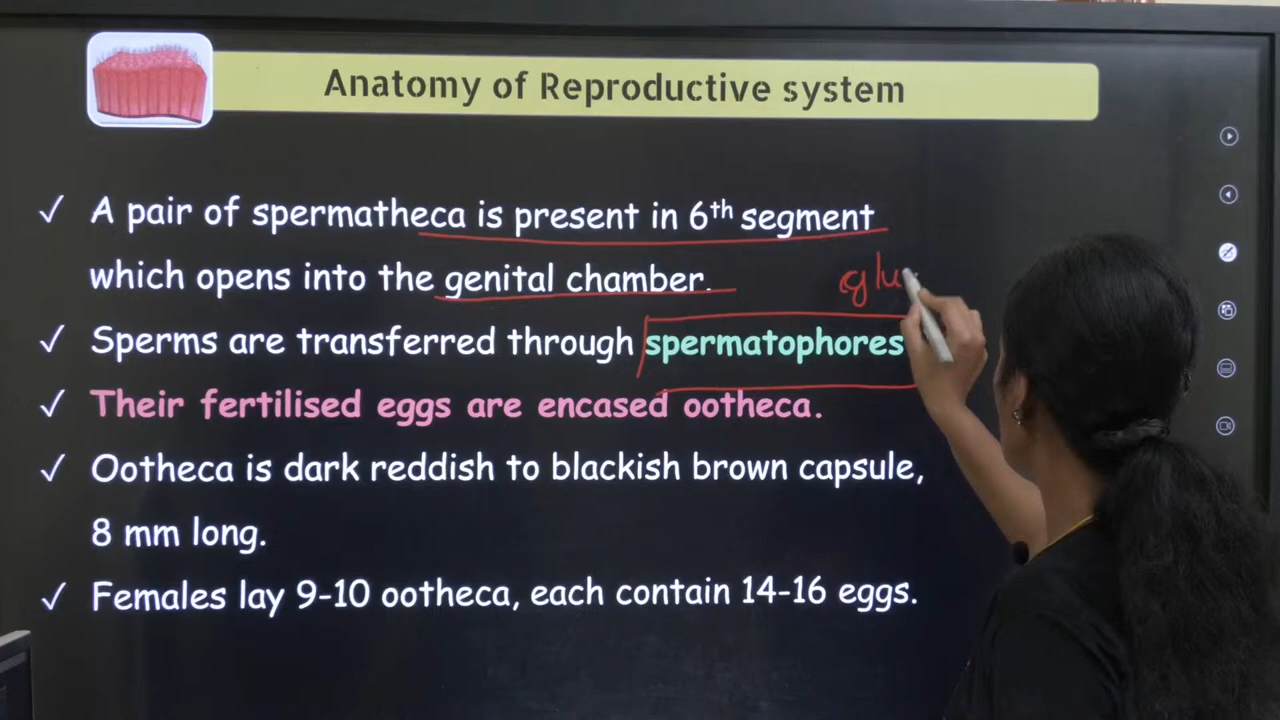 Anatomy of Reproductive system
✓ A pair of spermatheca is present in 6th segment
which opens into the genital chamber.
glu
✓ Sperms are transferred through spermatophores
✓ Their fertilised eggs are encased ootheca.
✓ Ootheca is dark reddish to blackish brown capsule,
8 mm long.
✓ Females lay 9-10 ootheca, each contain 14-16 eggs.